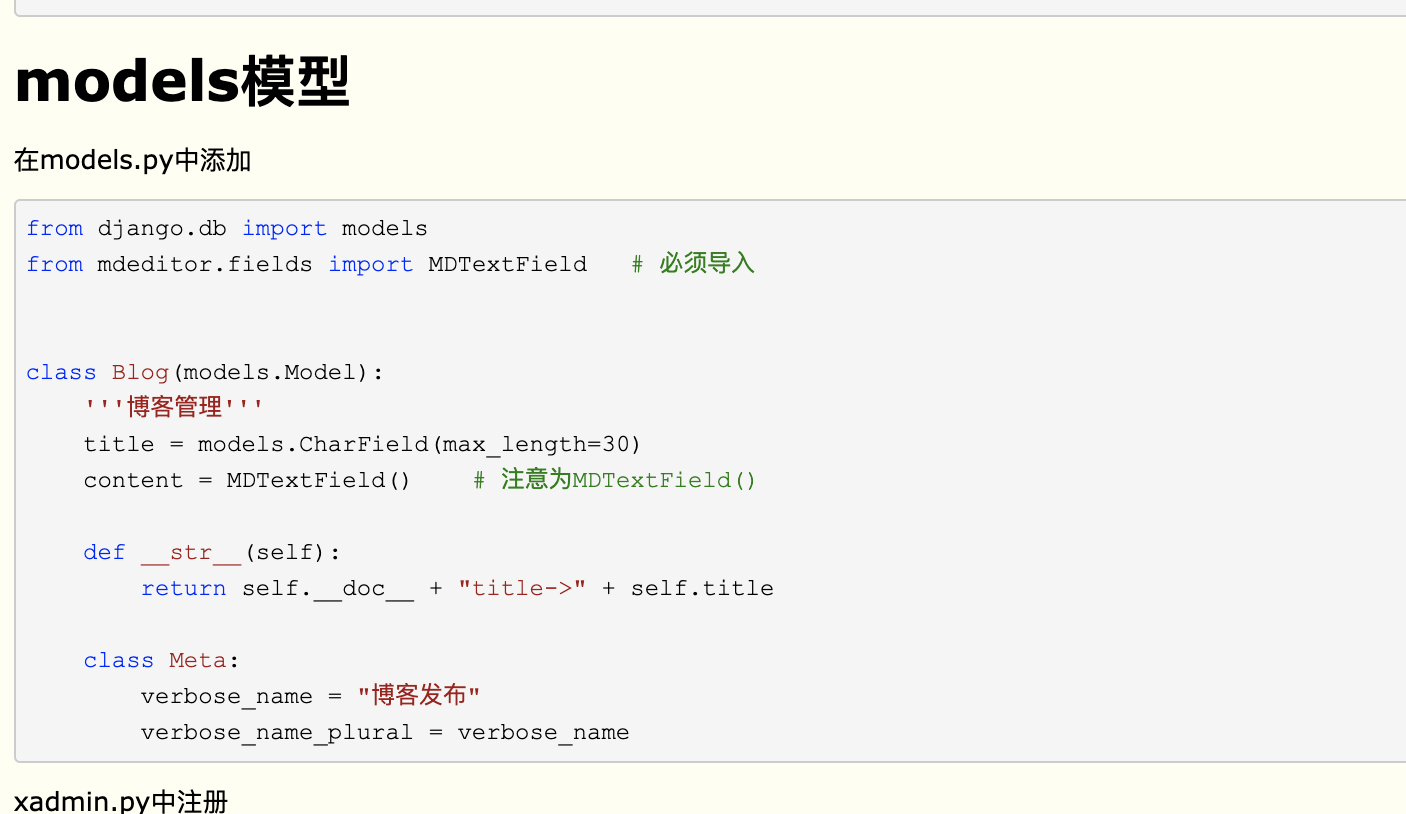 models模型
在models.py中添加
from django.db import models
from mdeditor.fields import MDTextField   # 必须导入
class Blog(models.Model):
    '''博客管理'''
    title = models.CharField(max_length=30)
    content = MDTextField()    # 注意为MDTextField()
    def __str__(self):
        return self.__doc__ + "title->" + self.title
    class Meta:
        verbose_name = "博客发布"
        verbose_name_plural = verbose_name
xadmin.py中注册